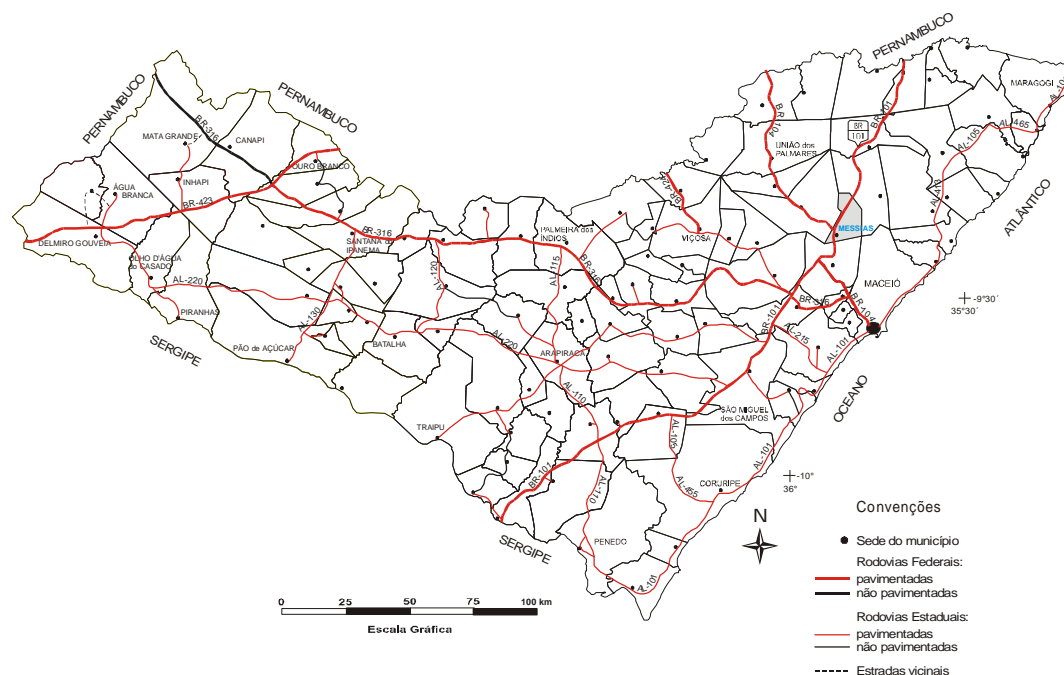 PERNAMBUCO
MARAGOGI
AL-101
AL-465
AL-105
BR-101
BR
101
BR-104
UNIÃO dos
PALMARES
PERNAMBUCO
PERNAMBUCO
BR-316
MATA GRANDE
CANAPI
OURO BRANCO
INHAPI
ÁGUA
BRANCA
BR-423
DELMIRO GOUVEIA
BR-424
AL-413
ATLÂNTICO
MESSIAS
VIÇOSA
PALMEIRA dos
ÍNDIOS
BR-316
SANTANA do
IPANEMA
OLHO D'ÁGUA
do CASADO
AL-220
AL-120
AL-115
BR-316
MACEIÓ
BR-316
BR-104
-9°30´
35°30´
PIRANHAS
AL-130
BR-101
AL-215
AL-101
SERGIPE
PÃO de AÇÚCAR
BATALHA
AL-220
ARAPIRACA
AL-110
OCEANO
SÃO MIGUEL
dos CAMPOS
TRAIPU
AL-105
AL-101
BR-101
AL-110
AL-455
CORURIPE
-10°
36°
SERGIPE
PENEDO
AL-101
N
Convenções
Sede do município
Rodovias Federais:
pavimentadas
não pavimentadas
Rodovias Estaduais:
pavimentadas
não pavimentadas
Estradas vicinais
0 25 50 75 100 km
Escala Gráfica